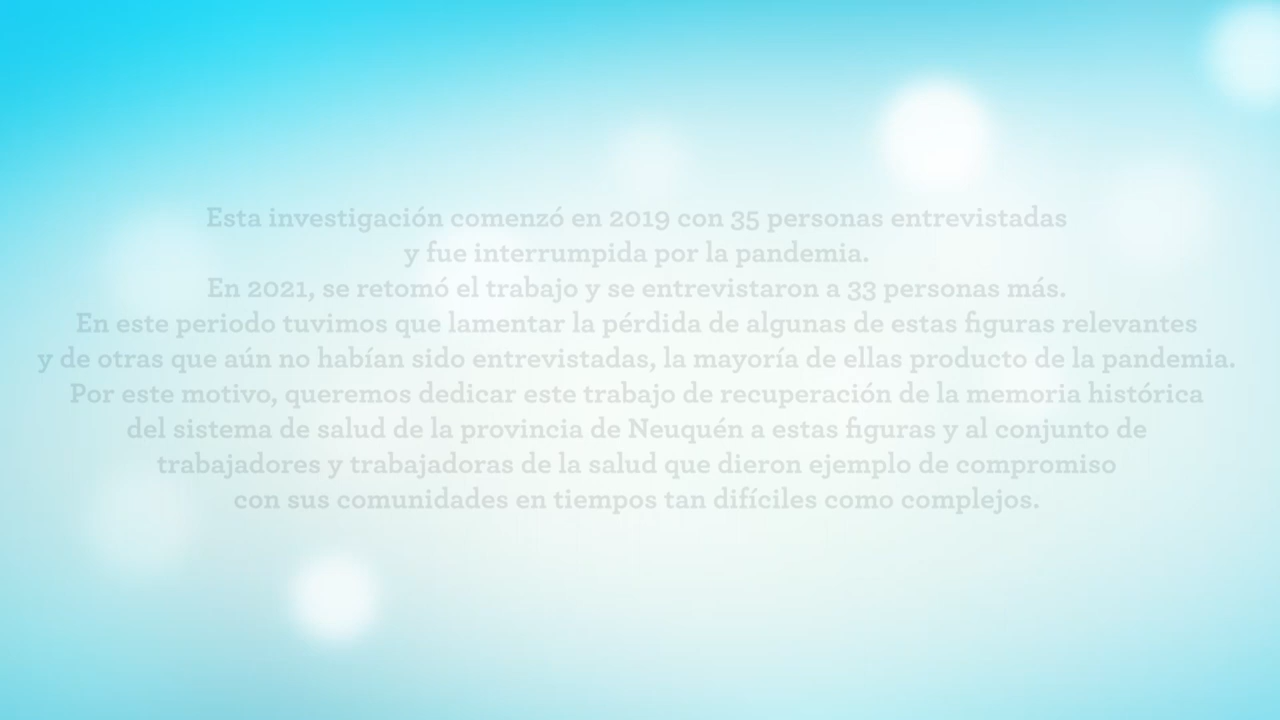 Esta investigación comenzó en 2019 con 35 personas entrevistadas
y fue interrumpida por la pandemia.
En 2021, se retomó el trabajo y se entrevistaron a 33 personas más.
En este periodo tuvimos que lamentar la pérdida de algunas de estas figuras relevantes
y de otras que aún no habían sido entrevistadas, la mayoría de ellas producto de la pandemia.
Por este motivo, queremos dedicar este trabajo de recuperación de la memoria histórica
del sistema de salud de la provincia de Neuquén a estas figuras y al conjunto de
trabajadores y trabajadoras de la salud que dieron ejemplo de compromiso
con sus comunidades en tiempos tan difíciles como complejos.